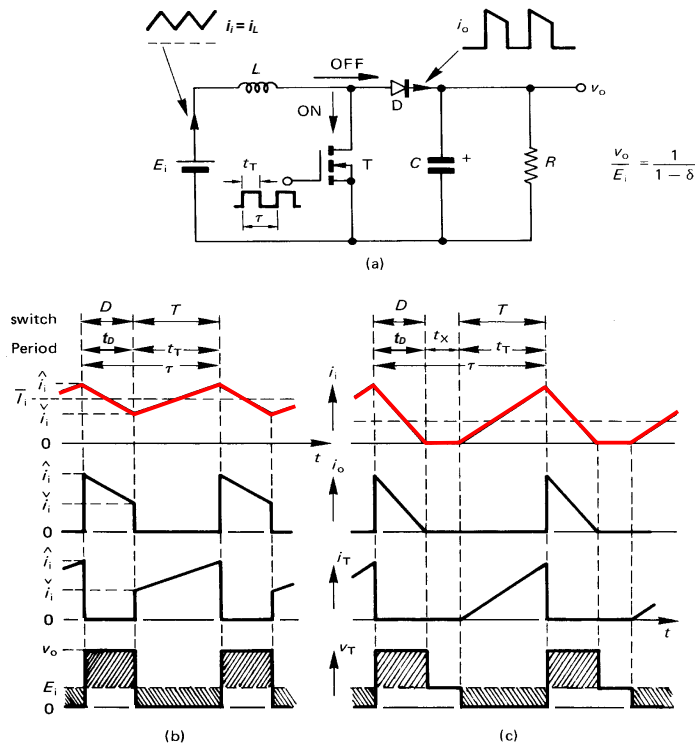 i_i = i_L
i_o
OFF
L
D
v_o
ON
E_i
t_T
T
τ
C
+
R
v_o / E_i = 1 / (1 - δ)
(a)
switch D T D T
Period t_D t_T t_D t_X t_T
τ τ
î_i
i_i
Ī_i
ǐ_i
0
t
i_o
î_i
ǐ_i
0
i_T
î_i
ǐ_i
0
t
v_T
v_o
E_i
0
(b) (c)